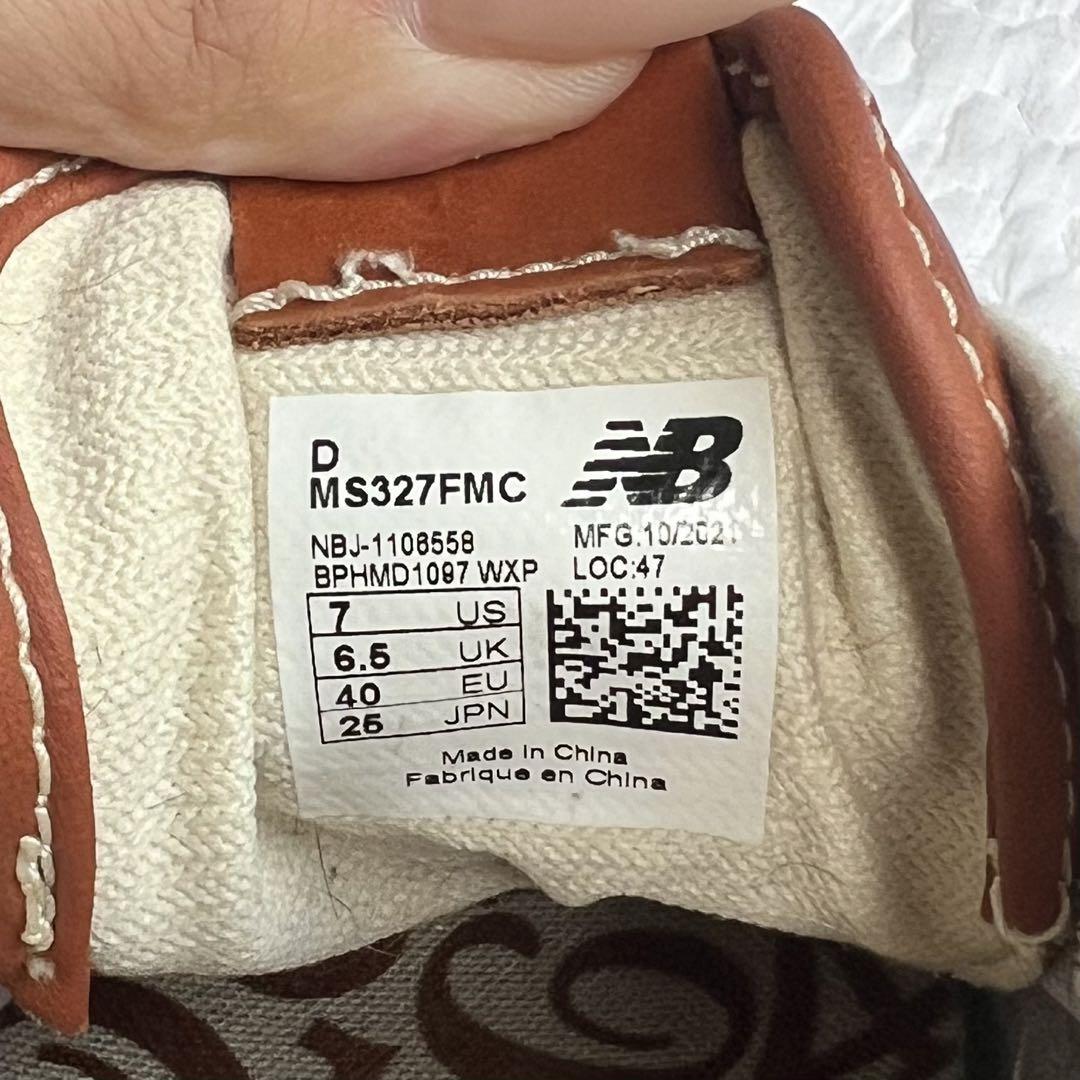 D
MS327FMC
NB
NBJ-1106558
BPHMD1097 WXP
MFG:10/2021
LOC:47
7 US
6.5 UK
40 EU
25 JPN
Made in China
Fabrique en China